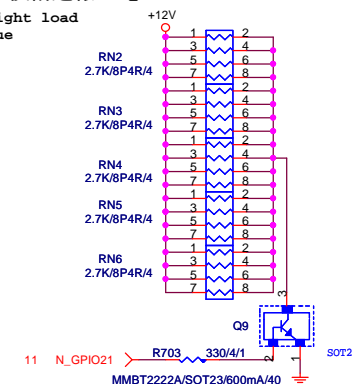 ight load
ue
+12V
1 2
3 4
RN2
5 6
2.7K/8P4R/4
7 8
1 2
3 4
RN3
5 6
2.7K/8P4R/4
7 8
1 2
3 4
RN4
5 6
2.7K/8P4R/4
7 8
1 2
RN5
3 4
2.7K/8P4R/4
5 6
7 8
1 2
RN6
3 4
2.7K/8P4R/4
5 6
7 8
3
Q9
SOT2
11 N_GPIO21
R703 330/4/1
2 1
MMBT2222A/SOT23/600mA/40